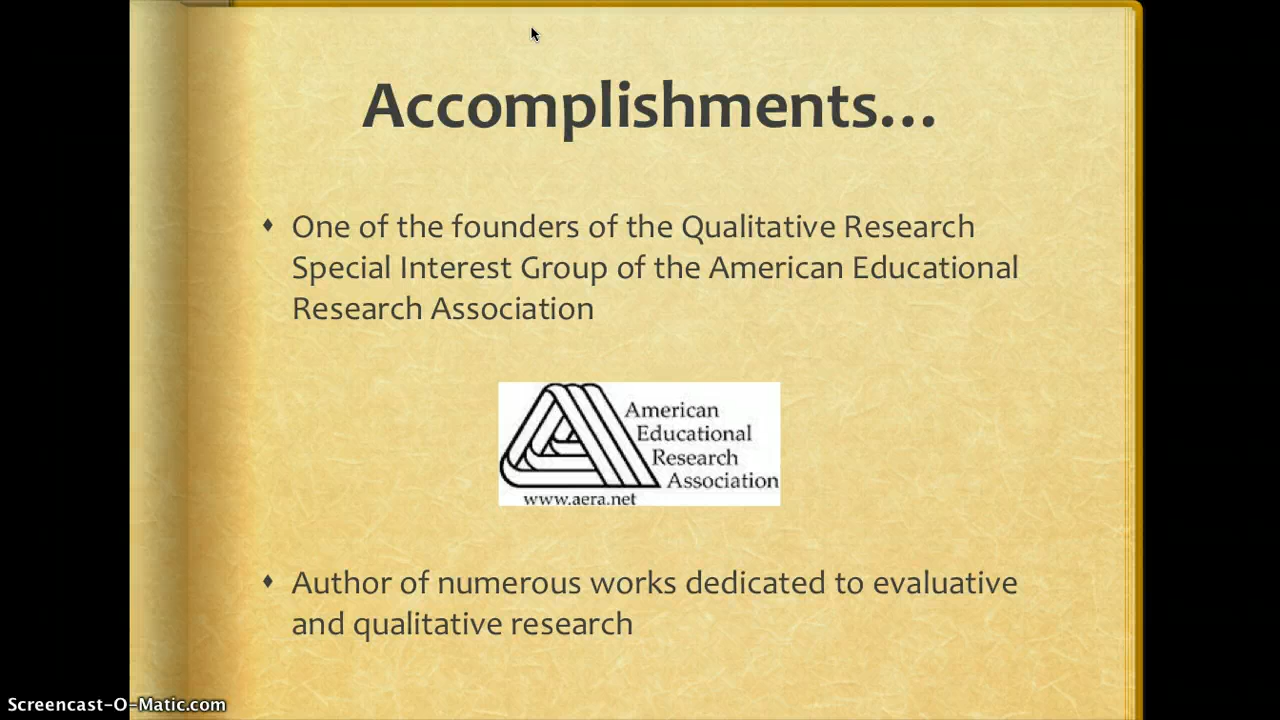 Accomplishments...
One of the founders of the Qualitative Research
Special Interest Group of the American Educational
Research Association
American
Educational
Research
Association
www.aera.net
Author of numerous works dedicated to evaluative
and qualitative research
Screencast-O-Matic.com